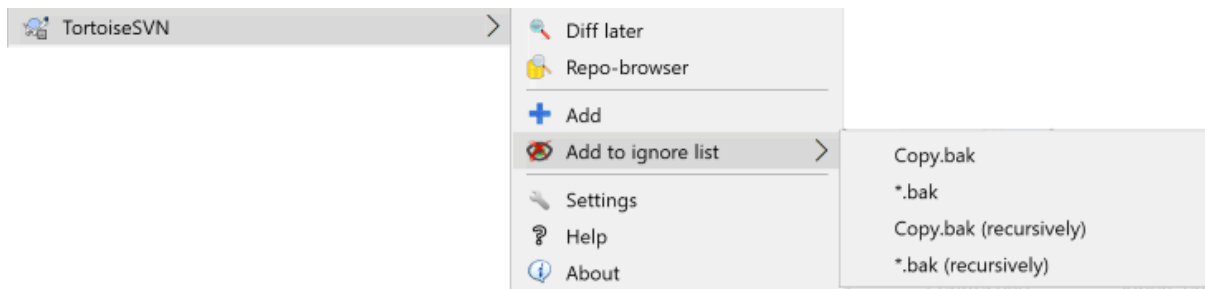 TortoiseSVN
Diff later
Repo-browser
Add
Add to ignore list
Copy.bak
*.bak
Copy.bak (recursively)
*.bak (recursively)
Settings
Help
About